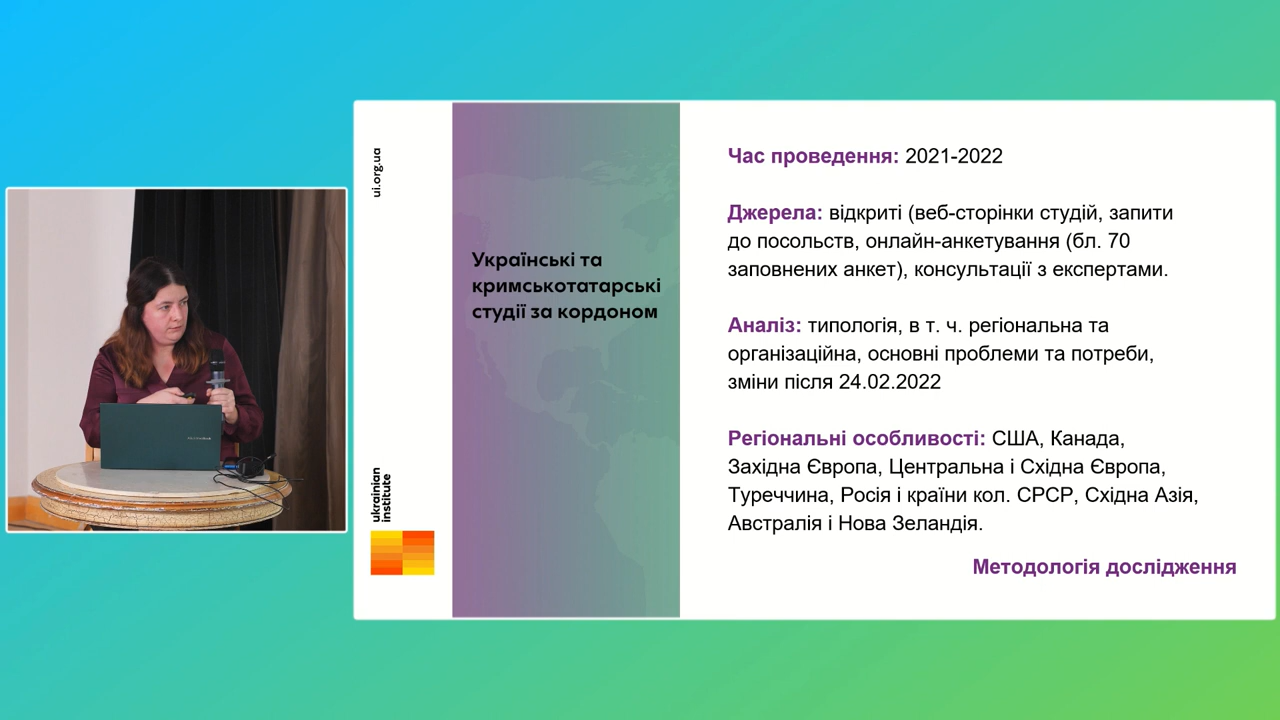 ui.org.ua
Українські та
кримськотатарські
студії за кордоном
ukrainian
institute
Час проведення: 2021-2022
Джерела: відкриті (веб-сторінки студій, запити
до посольств, онлайн-анкетування (бл. 70
заповнених анкет), консультації з експертами.
Аналіз: типологія, в т. ч. регіональна та
організаційна, основні проблеми та потреби,
зміни після 24.02.2022
Регіональні особливості: США, Канада,
Західна Європа, Центральна і Східна Європа,
Туреччина, Росія і країни кол. СРСР, Східна Азія,
Австралія і Нова Зеландія.
Методологія дослідження